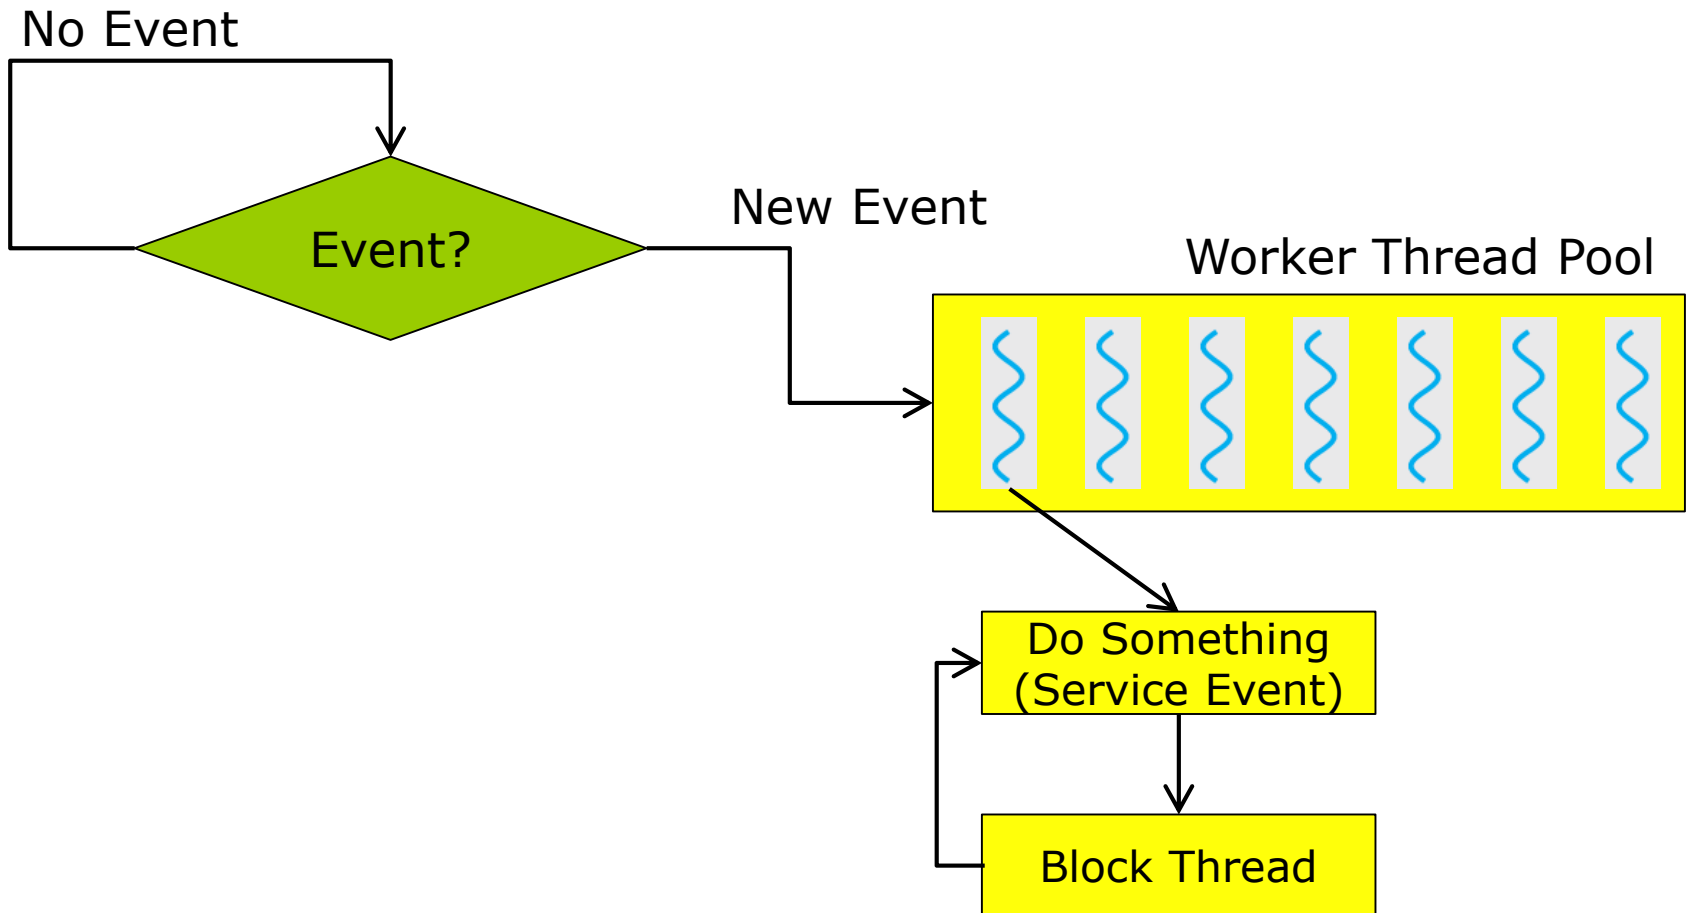 No Event
New Event
Event?
Worker Thread Pool
Do Something
(Service Event)
Block Thread